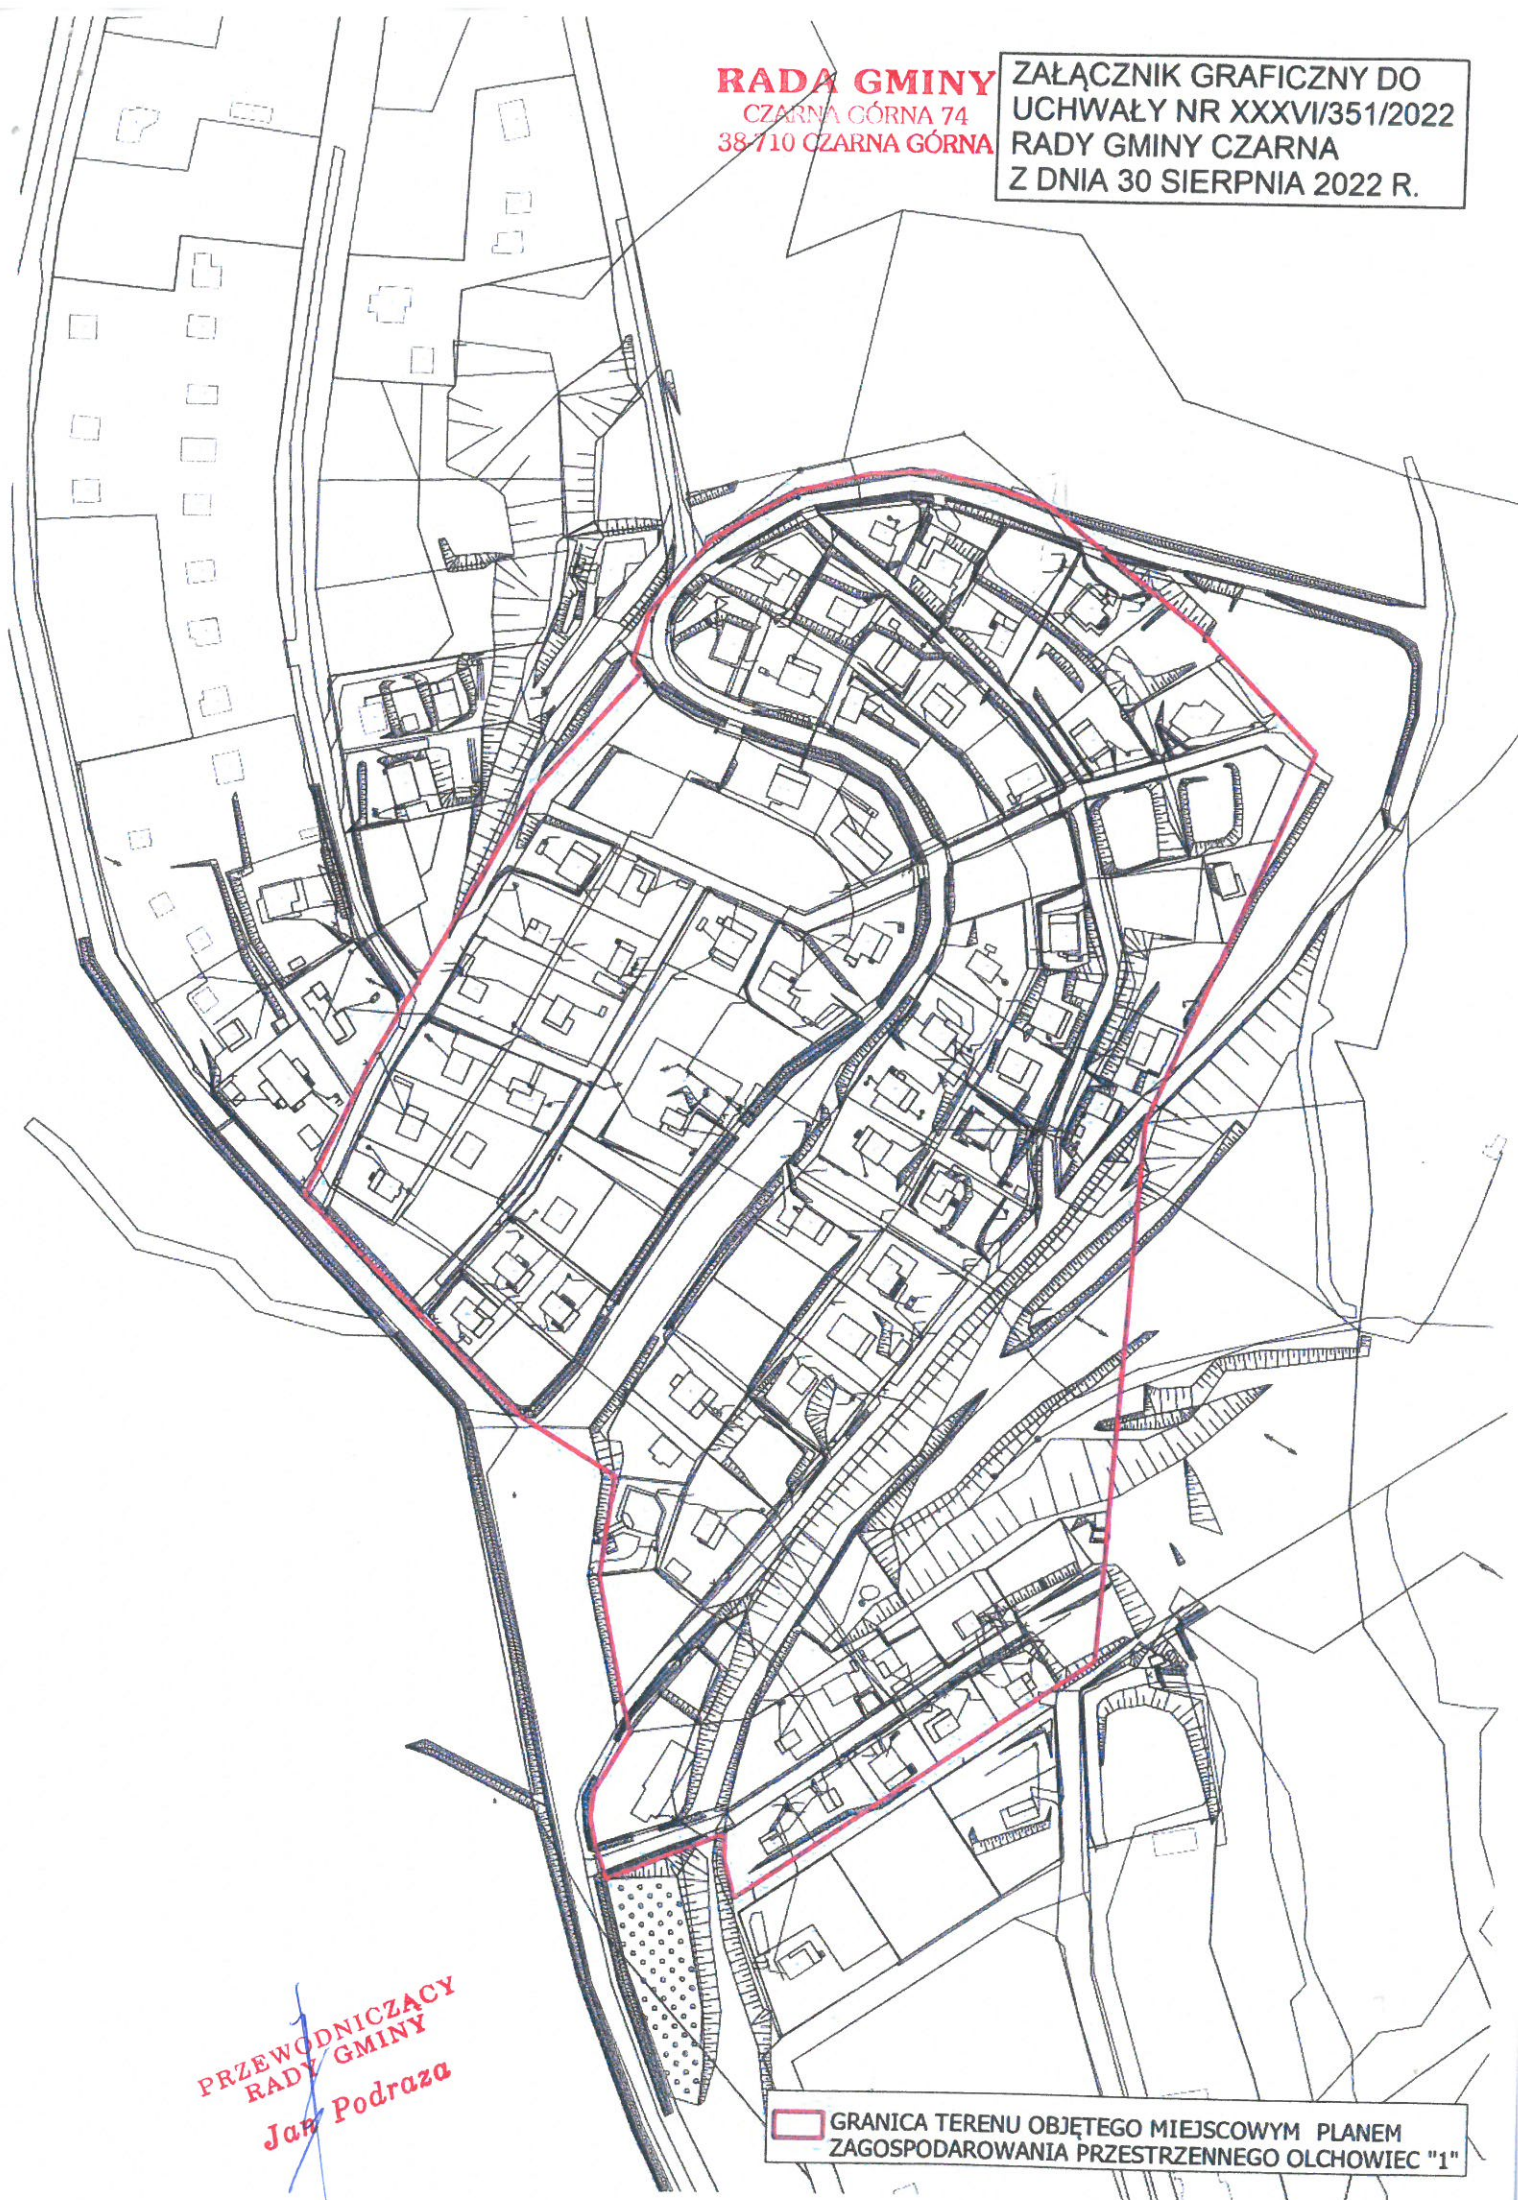 RADA GMINY
CZARNA GÓRNA 74
38-710 CZARNA GÓRNA
ZAŁĄCZNIK GRAFICZNY DO
UCHWAŁY NR XXXVI/351/2022
RADY GMINY CZARNA
Z DNIA 30 SIERPNIA 2022 R.
PRZEWODNICZĄCY
RADY GMINY
Jan Podraza
GRANICA TERENU OBJĘTEGO MIEJSCOWYM PLANEM
ZAGOSPODAROWANIA PRZESTRZENNEGO OLCHOWIEC "1"